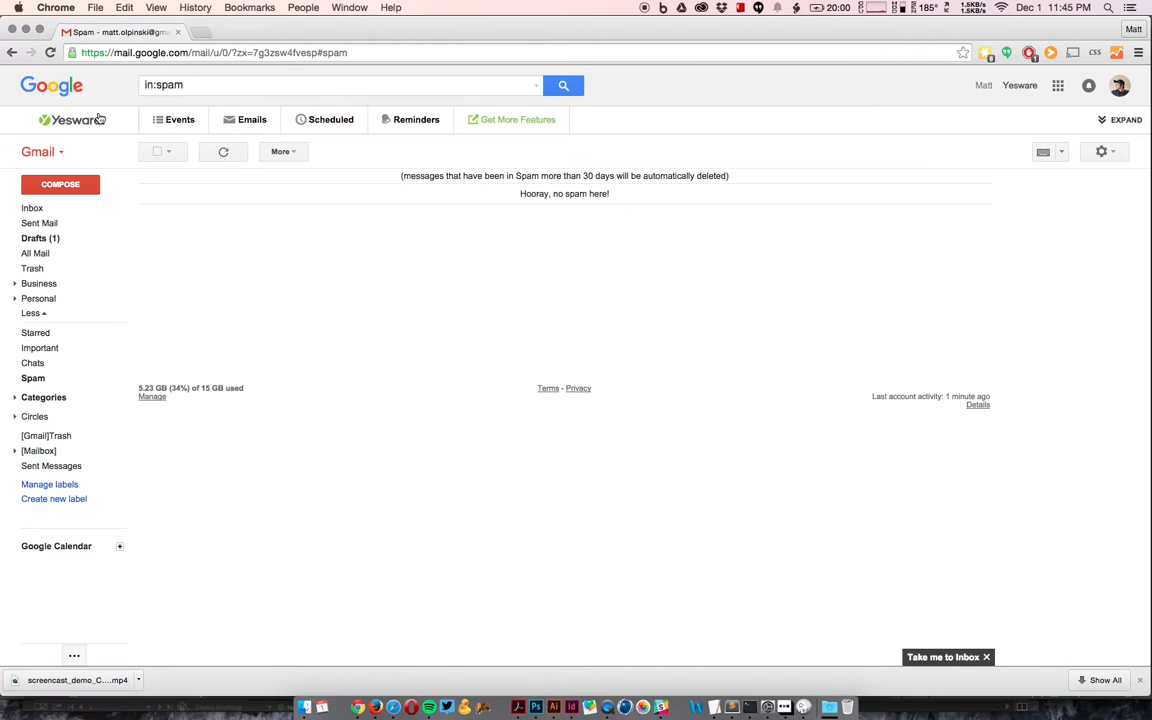 Chrome File Edit View History Bookmarks People Window Help 20:00 185° 1.5KB/s 1.5KB/s Dec 1 11:45 PM
Spam - matt.olpinski@gma
Matt
https://mail.google.com/mail/u/0/?zx=7g3zsw4fvesp#spam
CSS
Google in:spam Matt Yesware
Yesware Events Emails Scheduled Reminders Get More Features EXPAND
Gmail More
(messages that have been in Spam more than 30 days will be automatically deleted)
COMPOSE
Hooray, no spam here!
Inbox
Sent Mail
Drafts (1)
All Mail
Trash
Business
Personal
Less
Starred
Important
Chats
Spam
Categories
Circles
[Gmail]Trash
[Mailbox]
Sent Messages
Manage labels
Create new label
5.23 GB (34%) of 15 GB used
Manage
Terms - Privacy
Last account activity: 1 minute ago
Details
Google Calendar
Take me to Inbox
screencast_demo_C....mp4
Show All